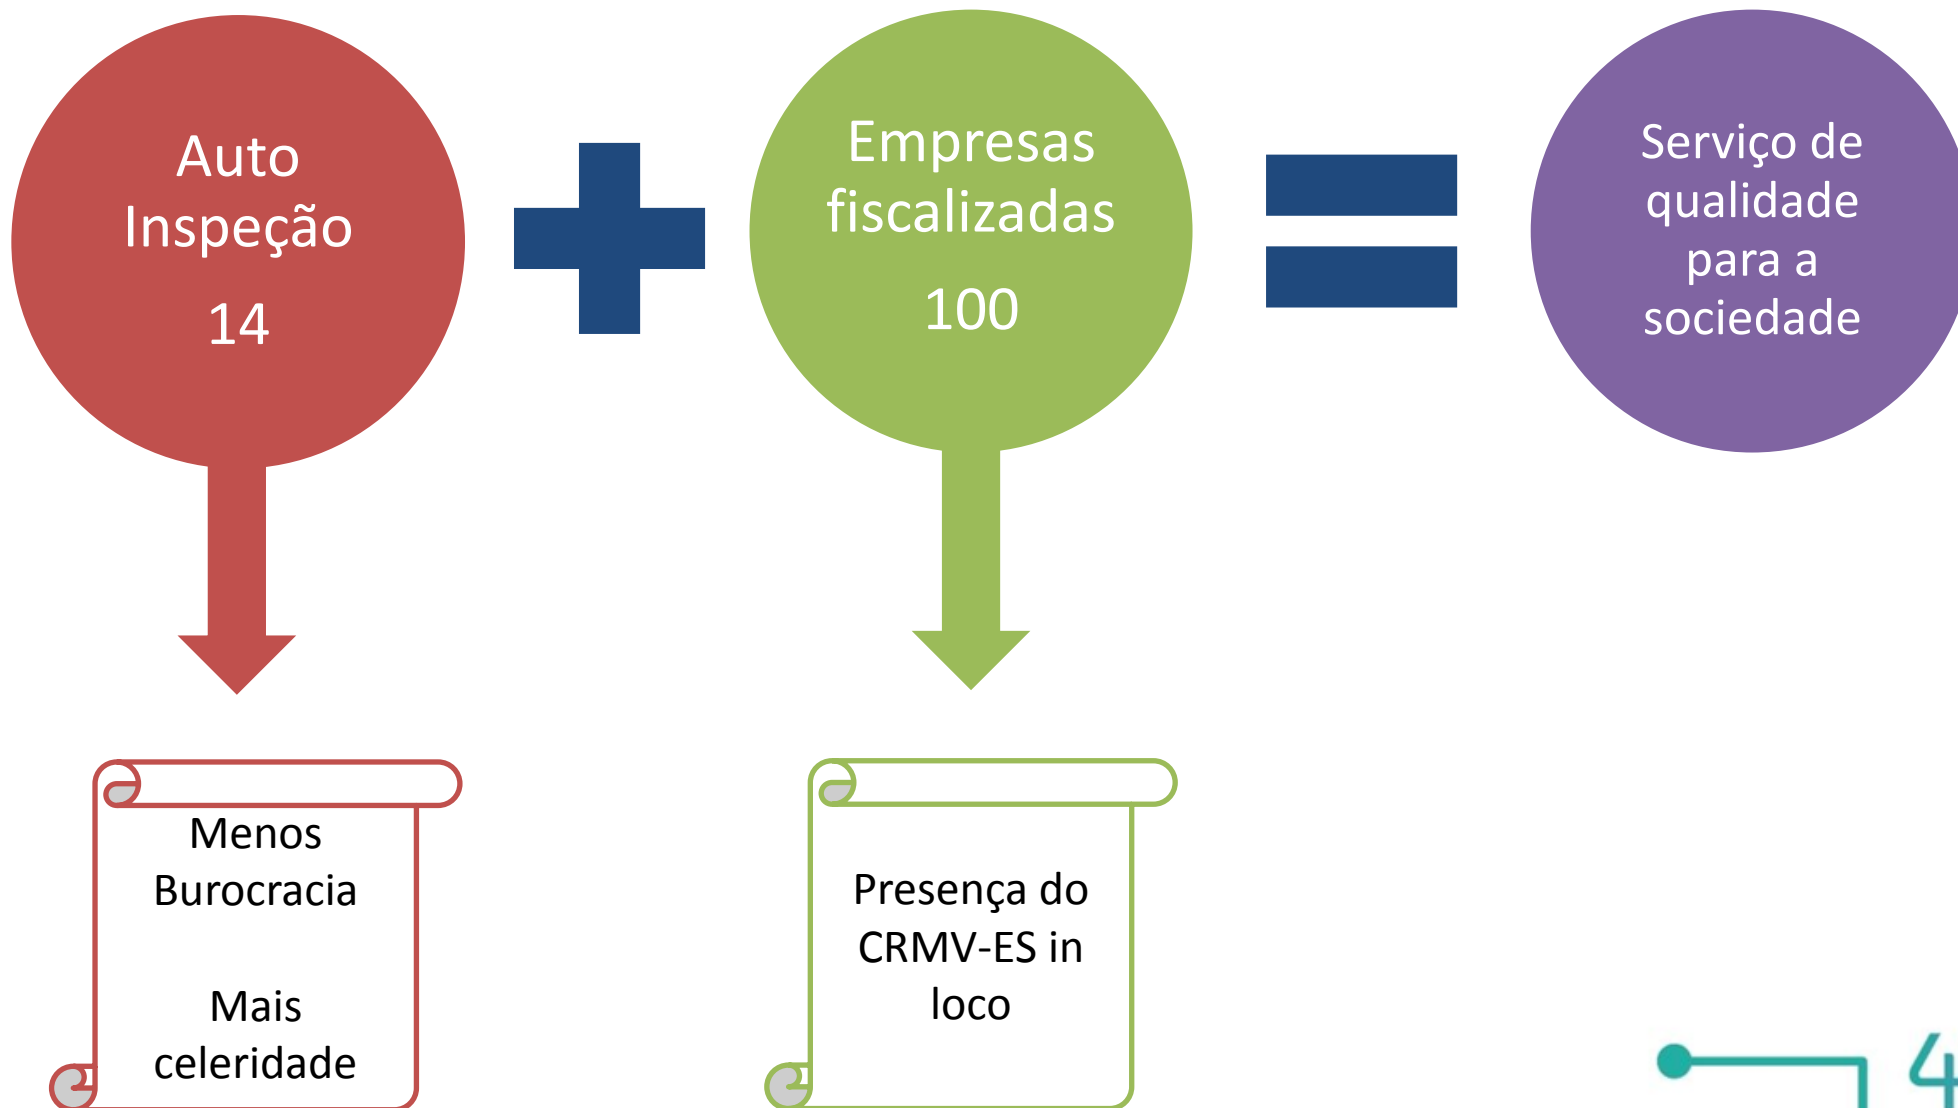 Auto
Inspeção
14
Empresas
fiscalizadas
100
Serviço de
qualidade
para a
sociedade
Menos
Burocracia
Mais
celeridade
Presença do
CRMV-ES in
loco
4